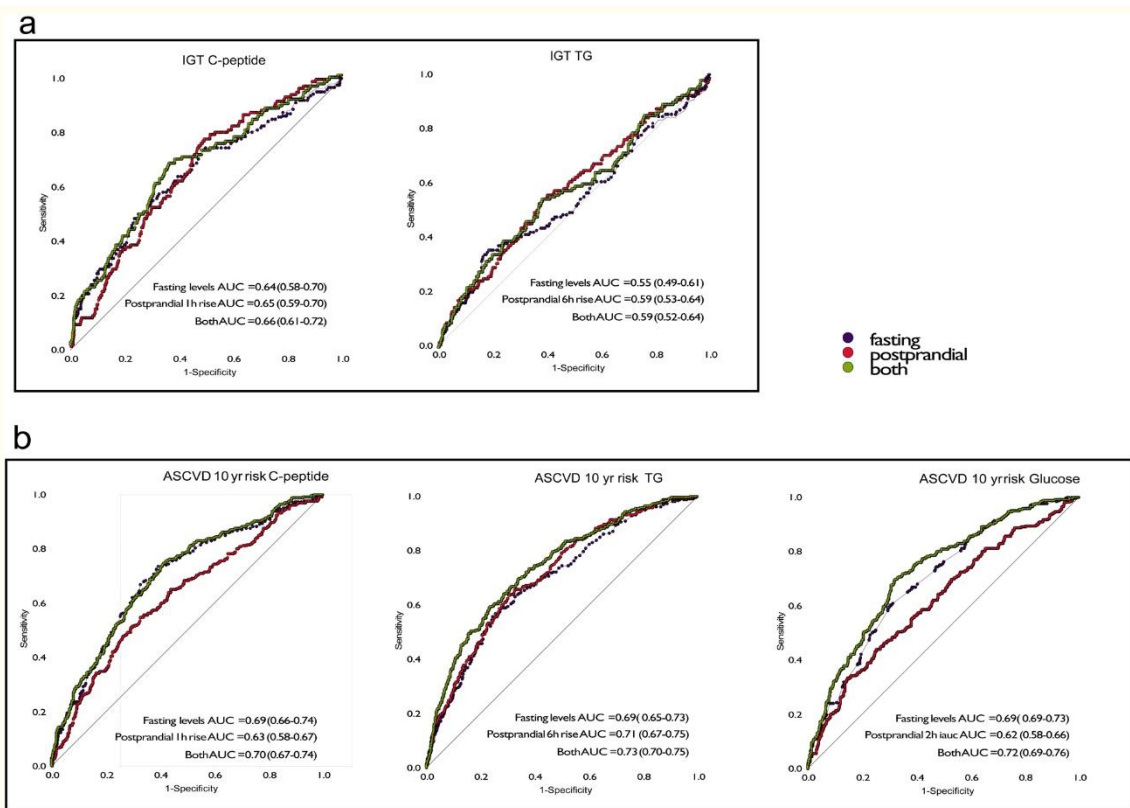 a
IGT C-peptide
1.0
0.8
0.6
0.4
0.2
0.0
Sensitivity
Fasting levels AUC =0.64(0.58-0.70)
Postprandial 1h rise AUC =0.65 (0.59-0.70)
Both AUC =0.66 (0.61-0.72)
0.0 0.2 0.4 0.6 0.8 1.0
1-Specificity
IGT TG
1.0
0.8
0.6
0.4
0.2
0.0
Sensitivity
Fasting levels AUC =0.55 (0.49-0.61)
Postprandial 6h rise AUC =0.59 (0.53-0.64)
Both AUC =0.59 (0.52-0.64)
0.0 0.2 0.4 0.6 0.8 1.0
1-Specificity
fasting
postprandial
both
b
ASCVD 10 yr risk C-peptide
1.0
0.8
0.6
0.4
0.2
0.0
Sensitivity
Fasting levels AUC =0.69 (0.66-0.74)
Postprandial 1h rise AUC =0.63 (0.58-0.67)
Both AUC =0.70 (0.67-0.74)
0.0 0.2 0.4 0.6 0.8 1.0
1-Specificity
ASCVD 10 yr risk TG
1.0
0.8
0.6
0.4
0.2
0.0
Sensitivity
Fasting levels AUC =0.69( 0.65-0.73)
Postprandial 6h rise AUC =0.71 (0.67-0.75)
Both AUC =0.73 (0.70-0.75)
0.0 0.2 0.4 0.6 0.8 1.0
1-Specificity
ASCVD 10 yr risk Glucose
1.0
0.8
0.6
0.4
0.2
0.0
Sensitivity
Fasting levels AUC =0.69( 0.69-0.73)
Postprandial 2h iauc =0.62 (0.58-0.66)
Both AUC =0.72 (0.69-0.76)
0.0 0.2 0.4 0.6 0.8 1.0
1-Specificity